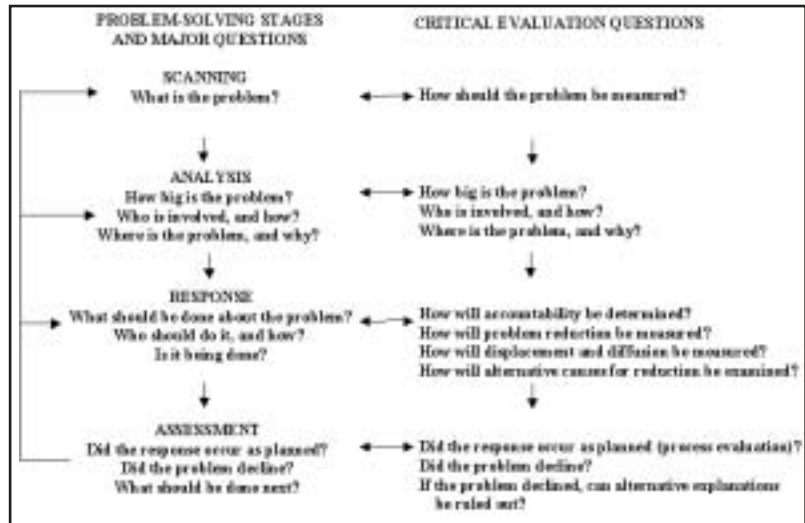 PROBLEM-SOLVING STAGES
AND MAJOR QUESTIONS
SCANNING
What is the problem?
ANALYSIS
How big is the problem?
Who is involved, and how?
Where is the problem, and why?
RESPONSE
What should be done about the problem?
Who should do it, and how?
Is it being done?
ASSESSMENT
Did the response occur as planned?
Did the problem decline?
What should be done next?
CRITICAL EVALUATION QUESTIONS
How should the problem be measured?
How big is the problem?
Who is involved, and how?
Where is the problem, and why?
How will accountability be determined?
How will problem reduction be measured?
How will displacement and diffusion be measured?
How will alternative causes for reduction be examined?
Did the response occur as planned (process evaluation)?
Did the problem decline?
If the problem declined, can alternative explanations
be ruled out?